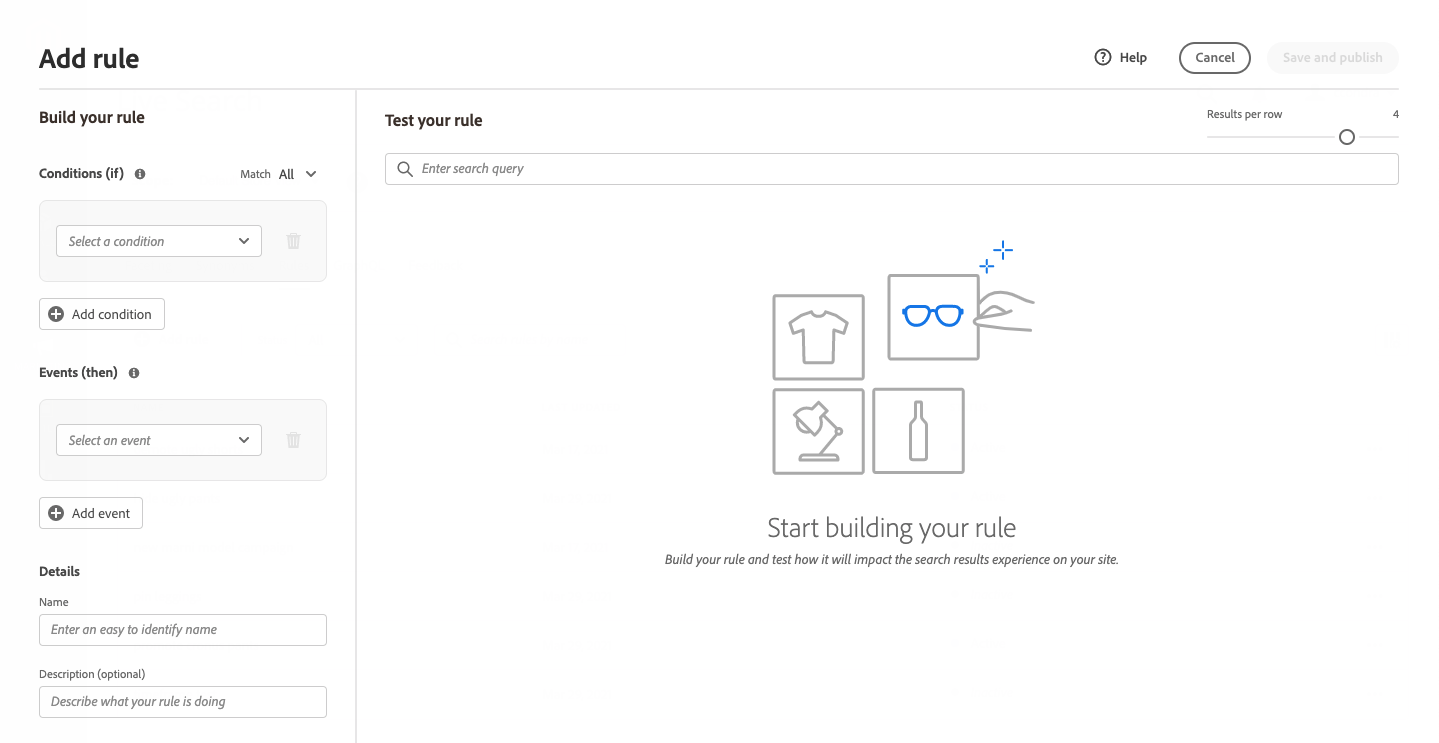 Add rule
Help
Cancel
Save and publish
Build your rule
Conditions (if)
Match All
Select a condition
Add condition
Events (then)
Select an event
Add event
Details
Name
Enter an easy to identify name
Description (optional)
Describe what your rule is doing
Test your rule
Results per row 4
Enter search query
Start building your rule
Build your rule and test how it will impact the search results experience on your site.